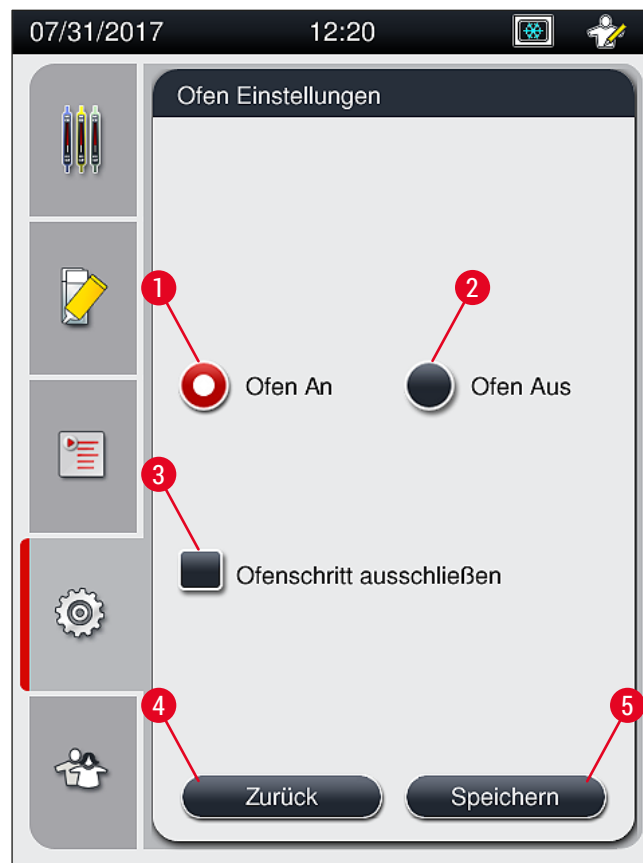 07/31/2017 12:20
Ofen Einstellungen
1 2
Ofen An Ofen Aus
3
Ofenschritt ausschließen
4 5
Zurück Speichern